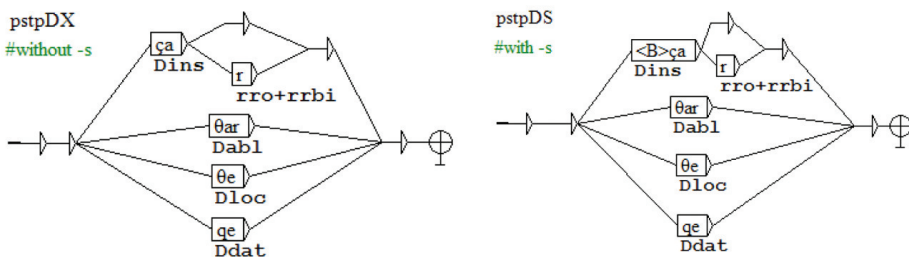 pstpDX
#without -s
ça
Dins
r
rro+rrbi
θar
Dabl
θe
Dloc
qe
Ddat
pstpDS
#with -s
<B>ça
Dins
r
rro+rrbi
θar
Dabl
θe
Dloc
qe
Ddat